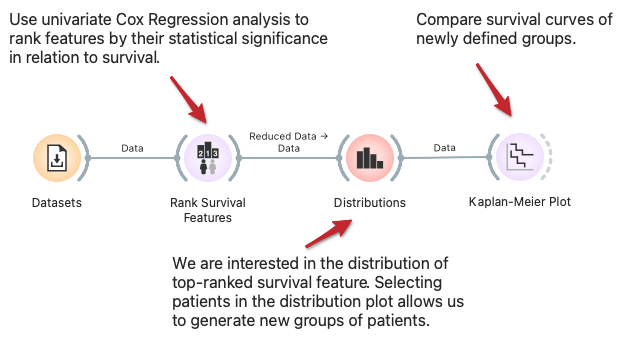 Use univariate Cox Regression analysis to
rank features by their statistical significance
in relation to survival.
Compare survival curves of
newly defined groups.
Data
Reduced Data →
Data
Data
2 1 3
Datasets
Rank Survival
Features
Distributions
Kaplan-Meier Plot
We are interested in the distribution of
top-ranked survival feature. Selecting
patients in the distribution plot allows us
to generate new groups of patients.